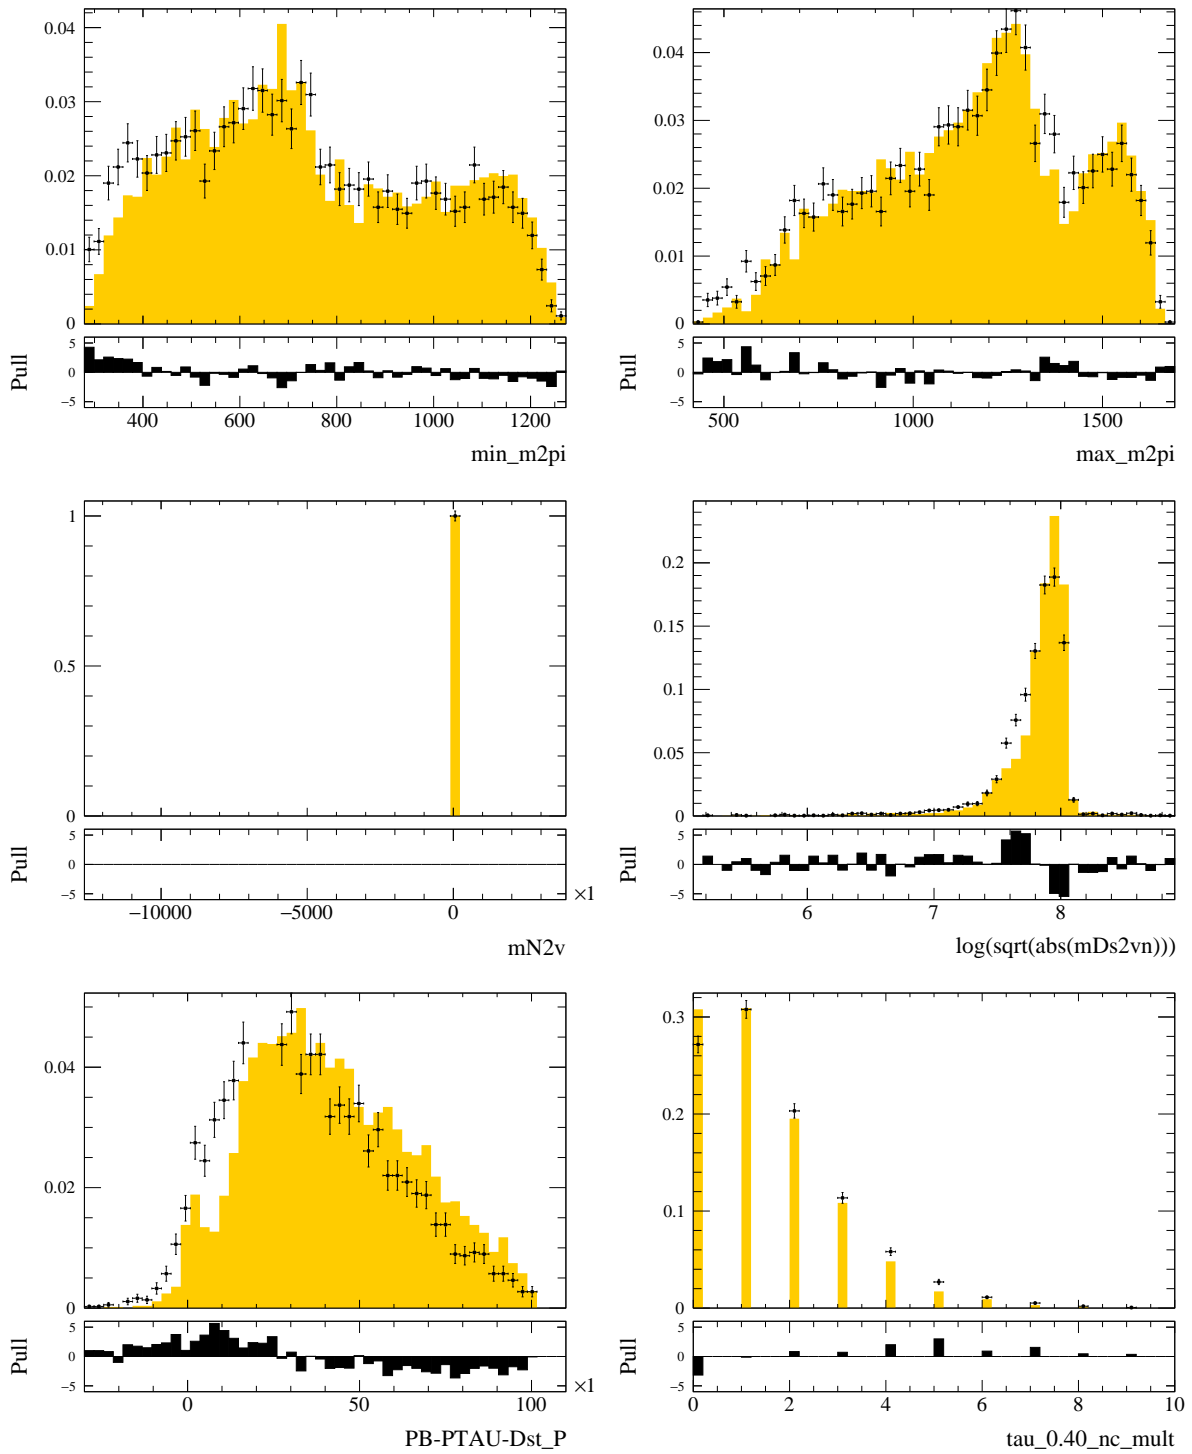 0.04
0.03
0.02
0.01
0
5
0
−5
Pull
400 600 800 1000 1200
min_m2pi
0.04
0.03
0.02
0.01
0
5
0
−5
Pull
500 1000 1500
max_m2pi
1
0.5
0
5
0
−5
Pull
−10000 −5000 0 ×1
mN2v
0.2
0.15
0.1
0.05
0
5
0
−5
Pull
6 7 8
log(sqrt(abs(mDs2vn)))
0.04
0.02
0
5
0
−5
Pull
0 50 100 ×1
PB-PTAU-Dst_P
0.3
0.2
0.1
0
5
0
−5
Pull
0 2 4 6 8 10
tau_0.40_nc_mult